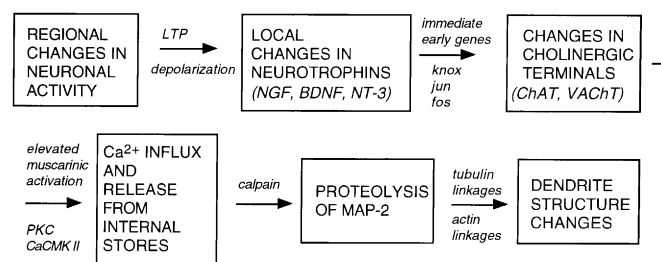 REGIONAL
CHANGES IN
NEURONAL
ACTIVITY
LTP
depolarization
LOCAL
CHANGES IN
NEUROTROPHINS
(NGF, BDNF, NT-3)
immediate
early genes
knox
jun
fos
CHANGES IN
CHOLINERGIC
TERMINALS
(ChAT, VAChT)
elevated
muscarinic
activation
PKC
CaCMK II
Ca2+ INFLUX
AND
RELEASE
FROM
INTERNAL
STORES
calpain
PROTEOLYSIS
OF MAP-2
tubulin
linkages
actin
linkages
DENDRITE
STRUCTURE
CHANGES